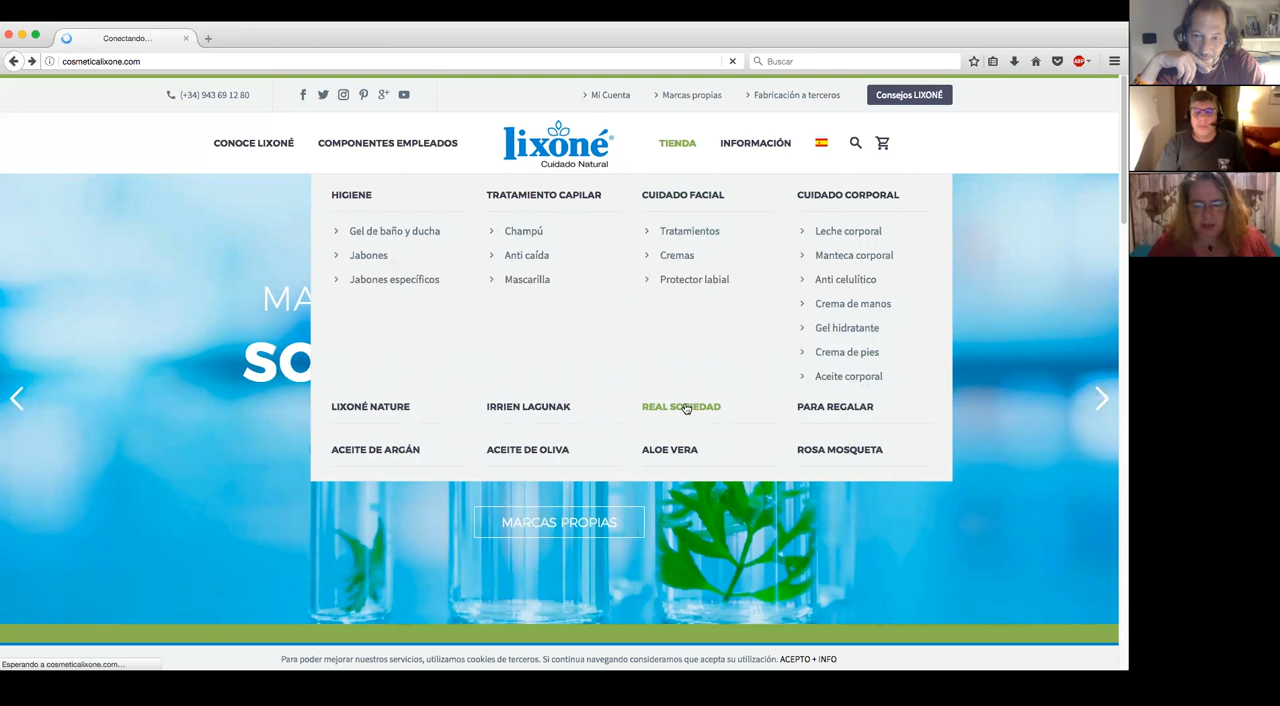 Conectando...
cosmeticalixone.com
Buscar
ABP
(+34) 943 69 12 80
Mi Cuenta
Marcas propias
Fabricación a terceros
Consejos LIXONÉ
CONOCE LIXONÉ
COMPONENTES EMPLEADOS
lixoné
Cuidado Natural
TIENDA
INFORMACIÓN
HIGIENE
TRATAMIENTO CAPILAR
CUIDADO FACIAL
CUIDADO CORPORAL
Gel de baño y ducha
Champú
Tratamientos
Leche corporal
Jabones
Anti caída
Cremas
Manteca corporal
Jabones específicos
Mascarilla
Protector labial
Anti celulítico
Crema de manos
Gel hidratante
Crema de pies
Aceite corporal
LIXONÉ NATURE
IRRIEN LAGUNAK
REAL SOCIEDAD
PARA REGALAR
ACEITE DE ARGÁN
ACEITE DE OLIVA
ALOE VERA
ROSA MOSQUETA
MARCAS PROPIAS
Para poder mejorar nuestros servicios, utilizamos cookies de terceros. Si continua navegando consideramos que acepta su utilización. ACEPTO + INFO
Esperando a cosmeticalixone.com...